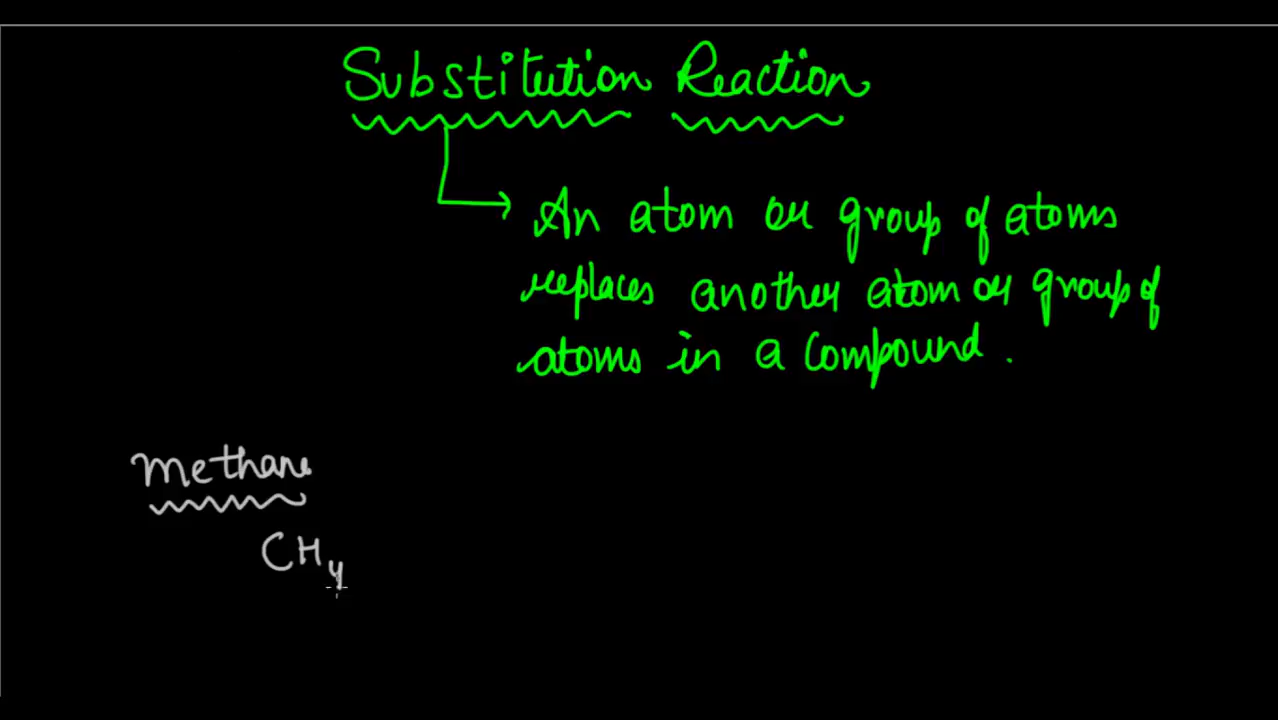 Substitution Reaction
An atom or group of atoms
replaces another atom or group of
atoms in a compound.
Methane
CH4